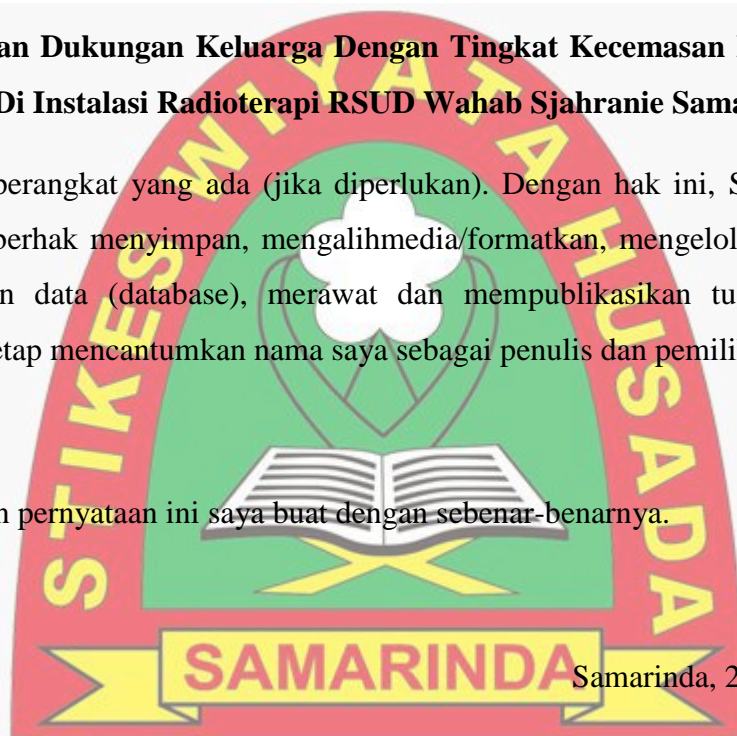 an Dukungan Keluarga Dengan Tingkat Kecemasan
Di Instalasi Radioterapi RSUD Wahab Sjahranie Sama
perangkat yang ada (jika diperlukan). Dengan hak ini, S
berhak menyimpan, mengalihmedia/formatkan, mengelol
n data (database), merawat dan mempublikasikan tu
etap mencantumkan nama saya sebagai penulis dan pemili
n pernyataan ini saya buat dengan sebenar-benarnya.
Samarinda, 2
STIKES WIYATA HUSADA
SAMARINDA